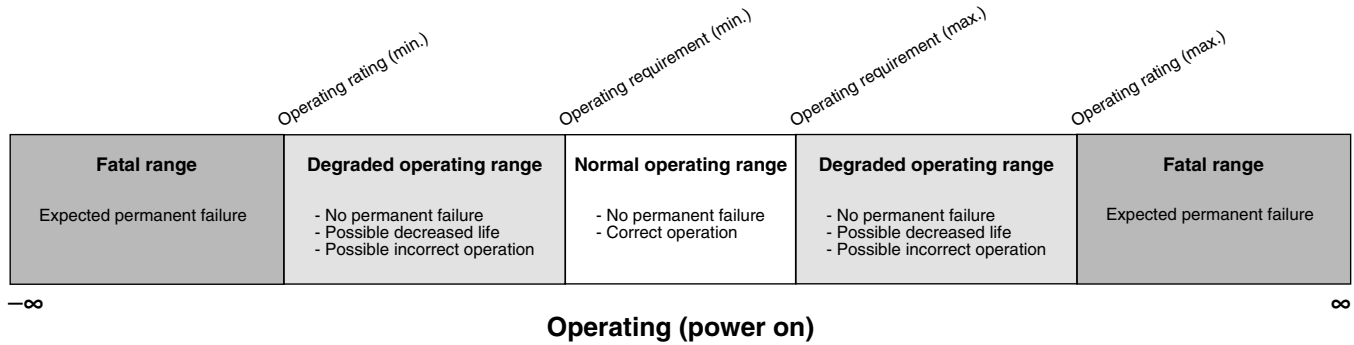 Operating rating (min.)
Operating requirement (min.)
Operating requirement (max.)
Operating rating (max.)
Fatal range
Expected permanent failure
Degraded operating range
- No permanent failure
- Possible decreased life
- Possible incorrect operation
Normal operating range
- No permanent failure
- Correct operation
Degraded operating range
- No permanent failure
- Possible decreased life
- Possible incorrect operation
Fatal range
Expected permanent failure
–∞
∞
Operating (power on)